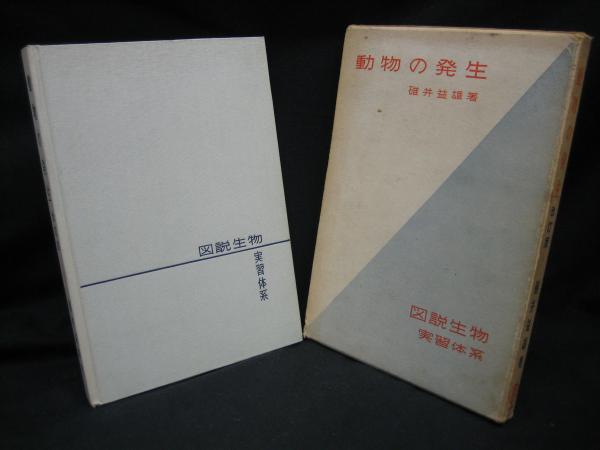 図説生物
実習体系
動物の発生
碓井益雄著
図説生物
実習体系